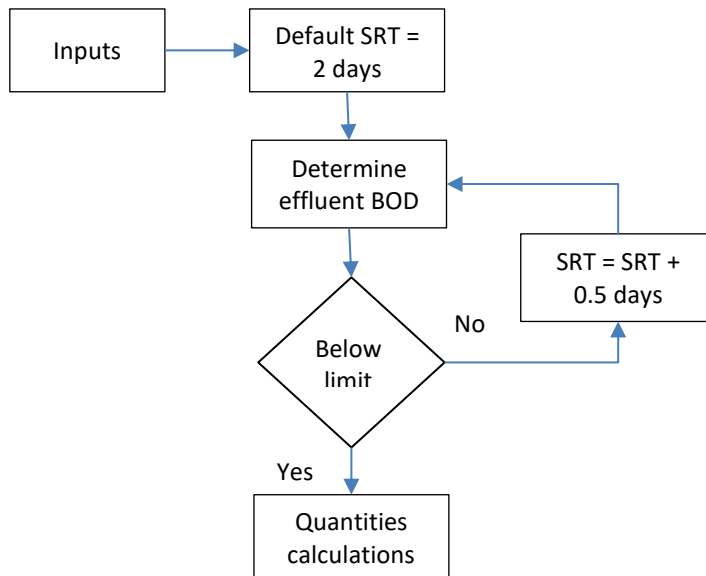 Inputs
Default SRT =
2 days
Determine
effluent BOD
SRT = SRT +
0.5 days
No
Below
limit
Yes
Quantities
calculations